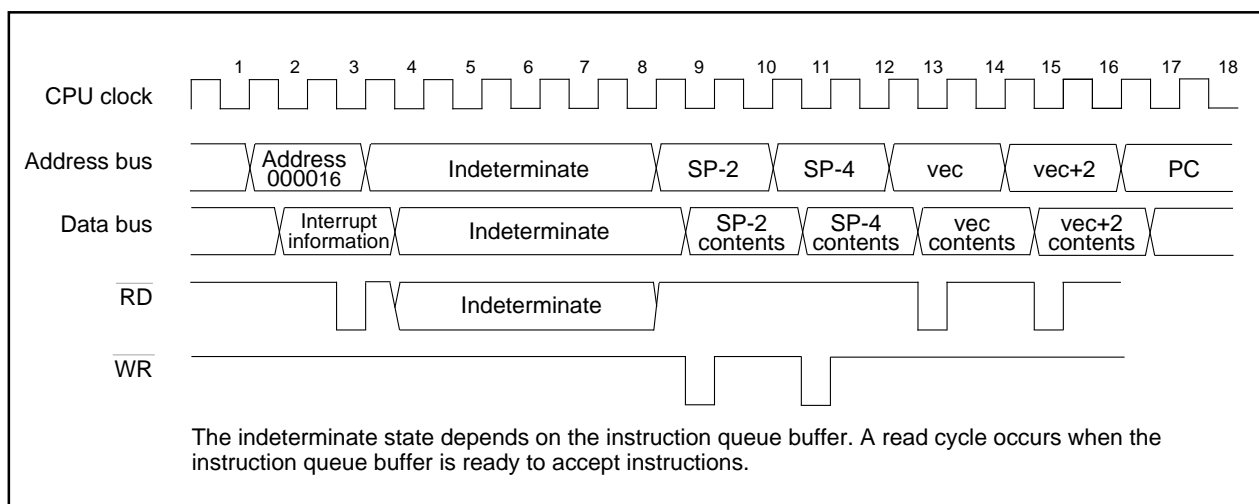 1 2 3 4 5 6 7 8 9 10 11 12 13 14 15 16 17 18
CPU clock
Address bus
Address
000016
Indeterminate
SP-2
SP-4
vec
vec+2
PC
Data bus
Interrupt
information
Indeterminate
SP-2
contents
SP-4
contents
vec
contents
vec+2
contents
RD
Indeterminate
WR
The indeterminate state depends on the instruction queue buffer. A read cycle occurs when the
instruction queue buffer is ready to accept instructions.